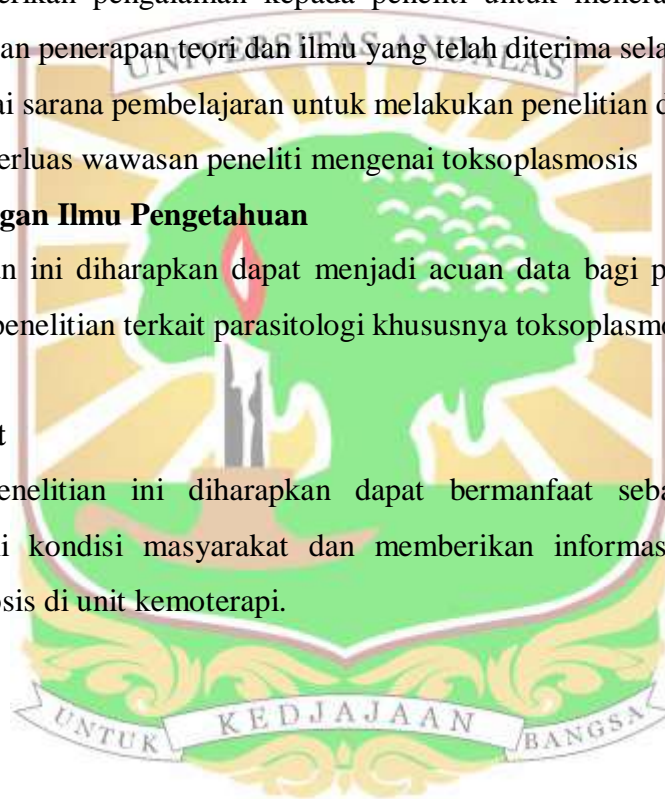 erikan pengalaman kepada peneliti untuk menera
an penerapan teori dan ilmu yang telah diterima sela
UNIVERSITAS ANDALAS
ai sarana pembelajaran untuk melakukan penelitian d
erluas wawasan peneliti mengenai toksoplasmosis
gan Ilmu Pengetahuan
n ini diharapkan dapat menjadi acuan data bagi p
penelitian terkait parasitologi khususnya toksoplasmo
t
enelitian ini diharapkan dapat bermanfaat seba
i kondisi masyarakat dan memberikan informas
osis di unit kemoterapi.
UNTUK KEDJAJAAN BANGSA